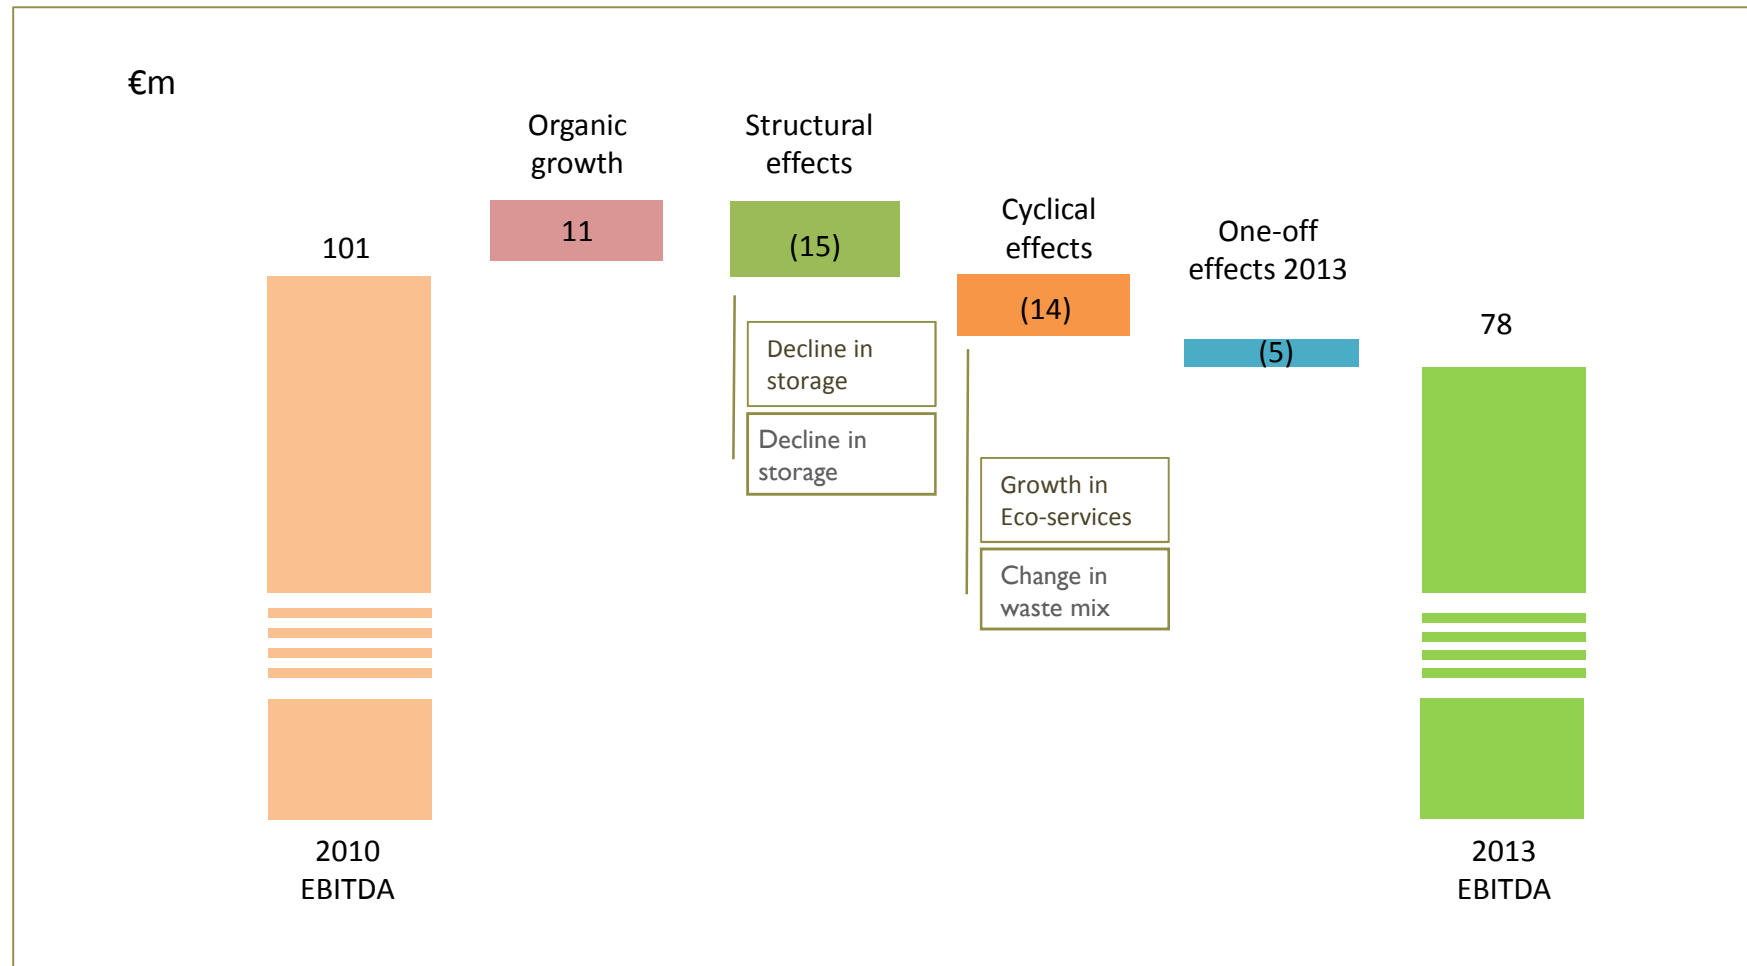 €m
Organic
growth
11
Structural
effects
(15)
Cyclical
effects
(14)
One-off
effects 2013
(5)
101
78
Decline in
storage
Decline in
storage
Growth in
Eco-services
Change in
waste mix
2010
EBITDA
2013
EBITDA